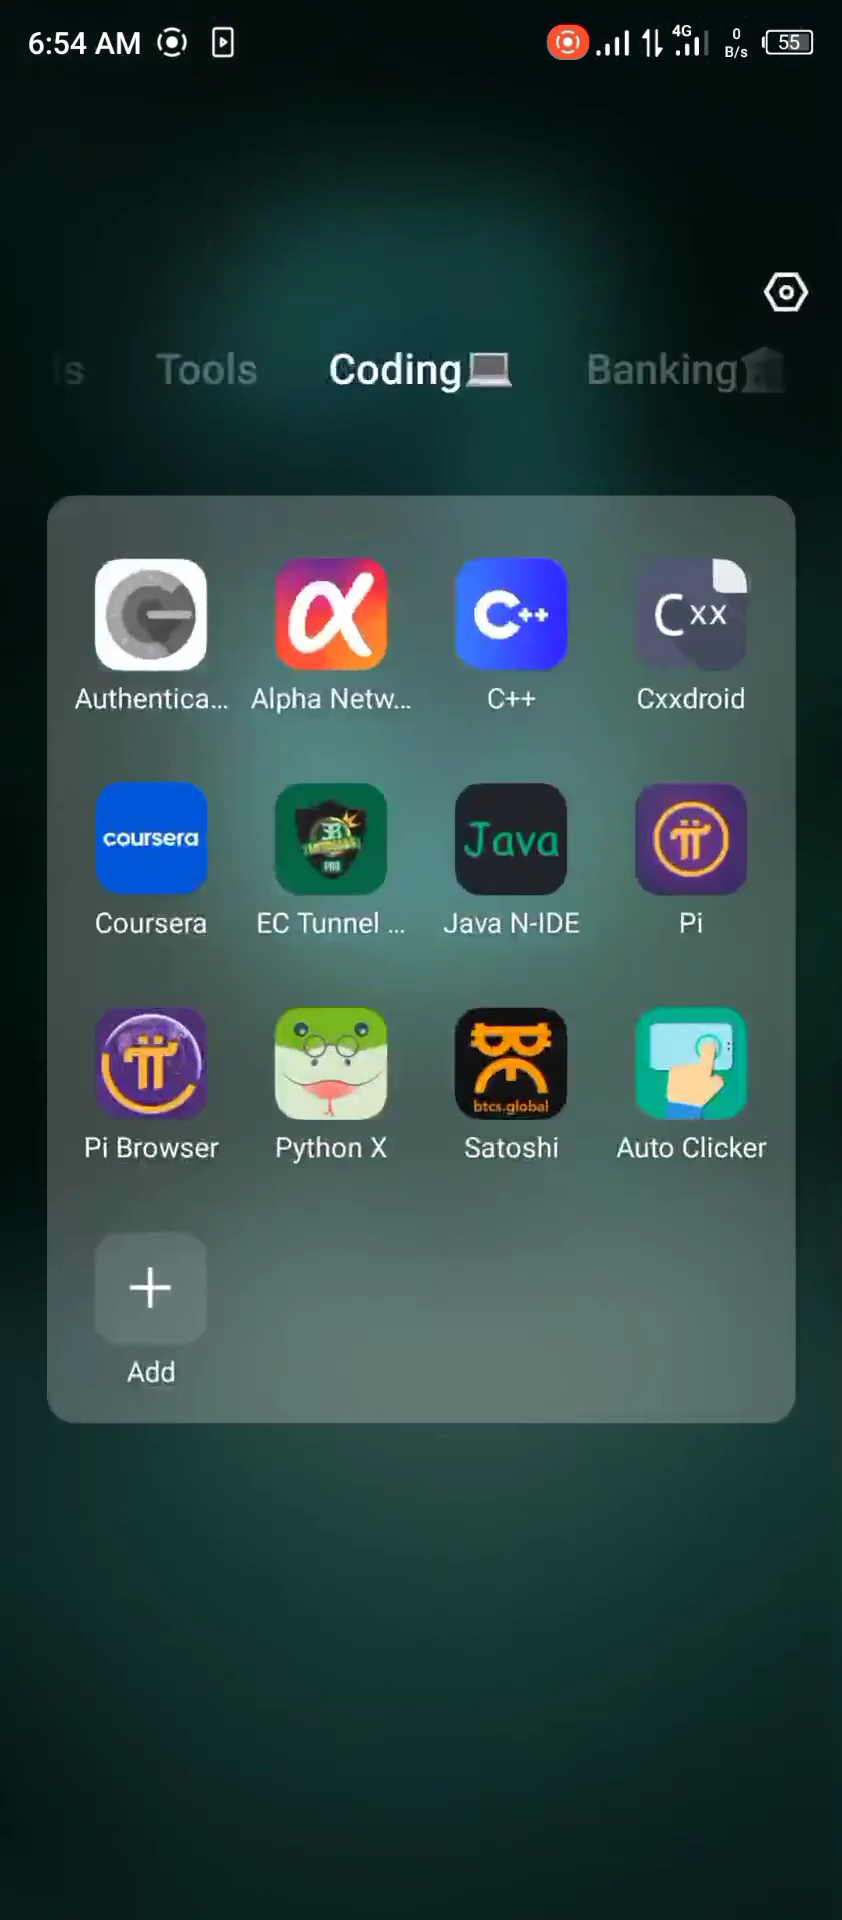 6:54 AM 4G 0 B/s 55
ls Tools Coding💻 Banking🏦
α C++ Cxx
Authentica... Alpha Netw... C++ Cxxdroid
coursera PRO Java
Coursera EC Tunnel ... Java N-IDE Pi
btcs.global
Pi Browser Python X Satoshi Auto Clicker
Add